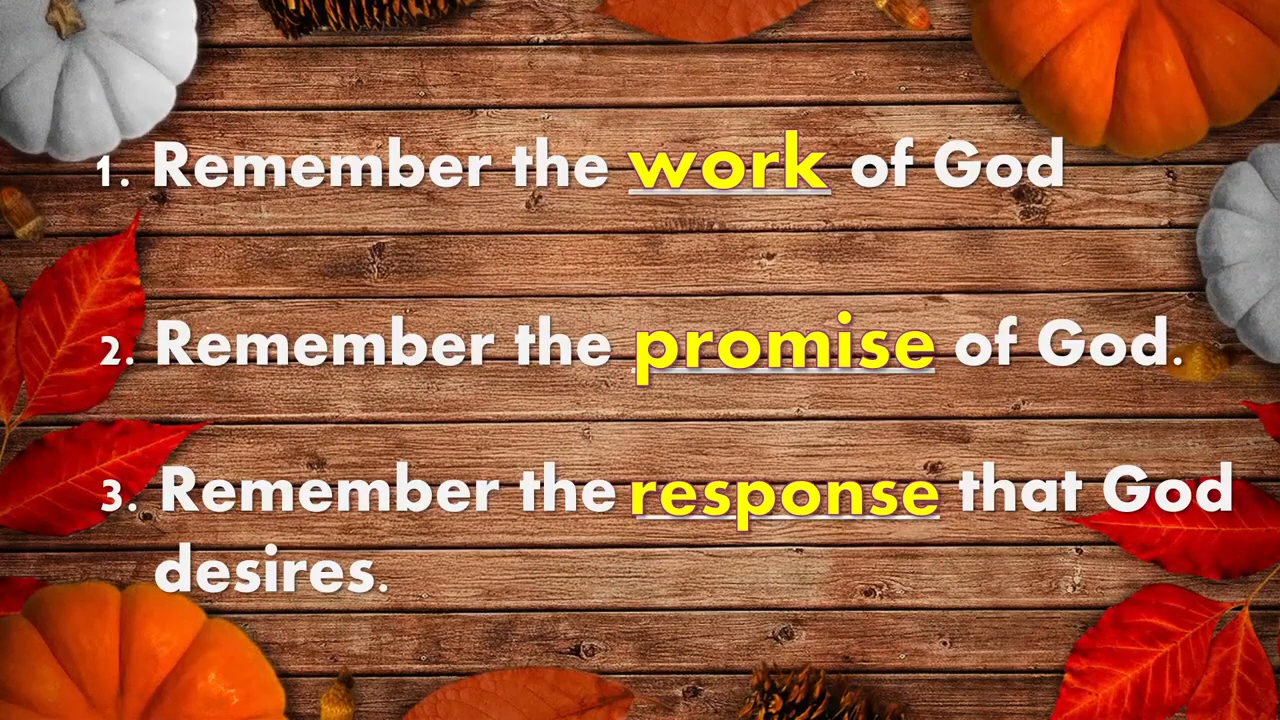 1. Remember the work of God
2. Remember the promise of God.
3. Remember the response that God
desires.